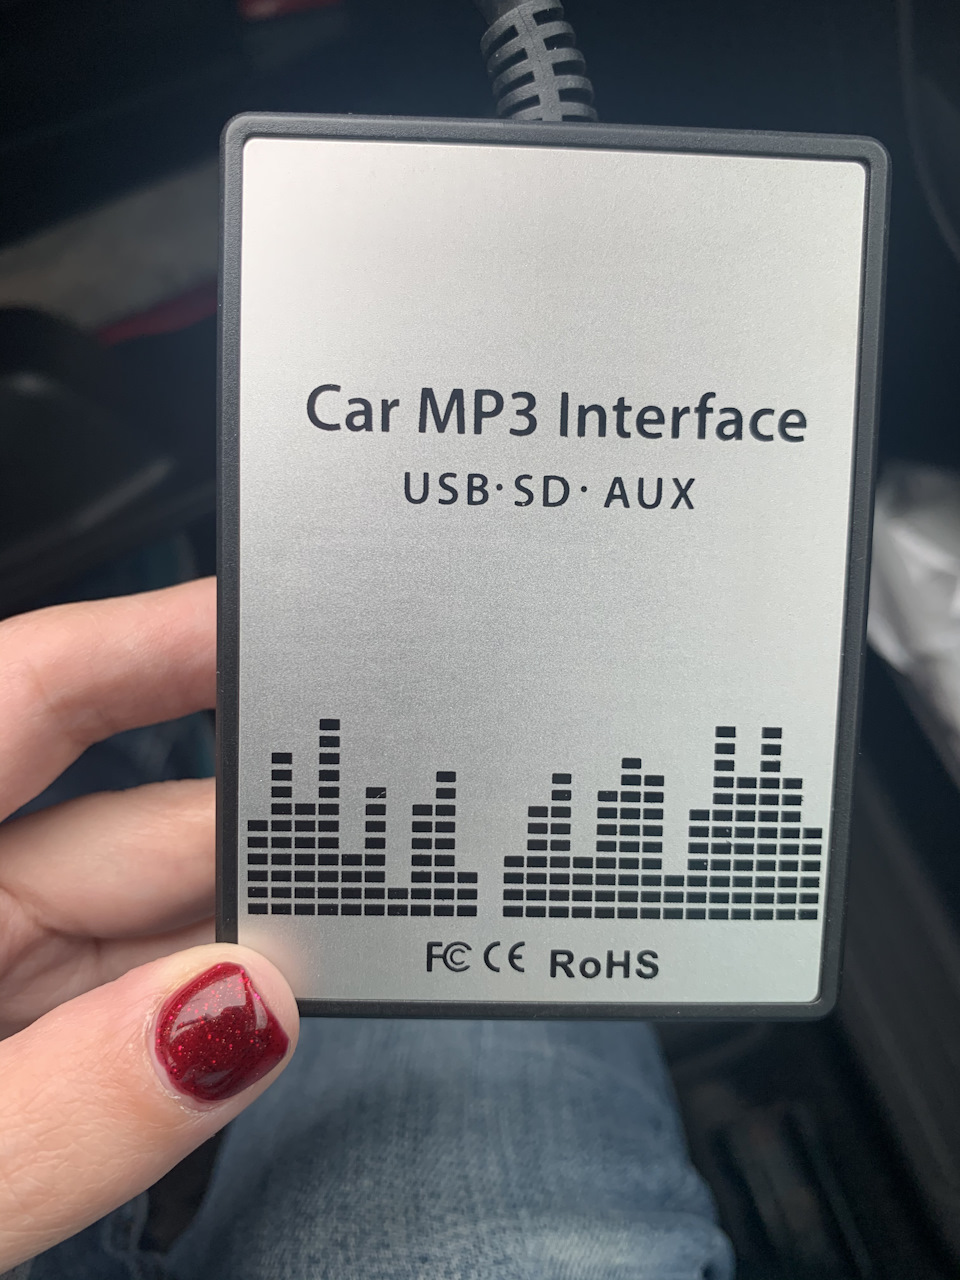 Car MP3 Interface
USB·SD·AUX
FC CE RoHS